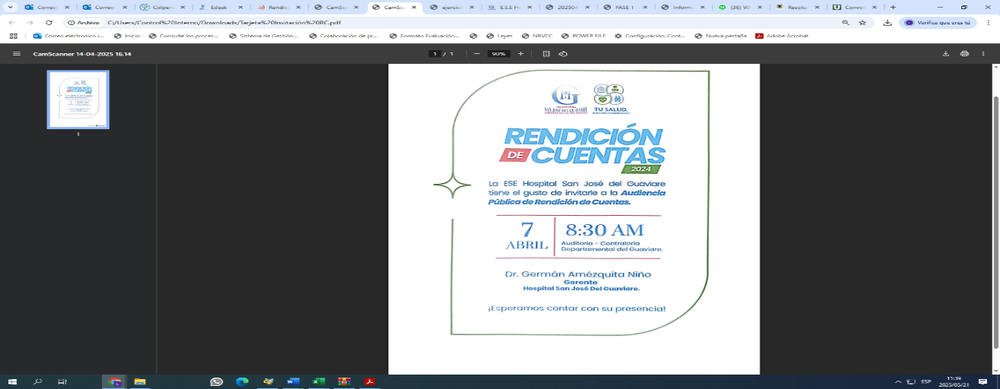 Correo
Correo
Colpen
Edesk
Rendic
CamSc
CamSc
ejercic
E.S.E H
202504
FASE 1
Inform
(36) W
Resoluc
Convo
Archivo C:/Users/Control%20Interno/Downloads/Tarjeta%20Invitación%20RC.pdf
Verifica que eres tú
Correo electronico i...
Inicio
Consulte los proces...
Sistema de Gestión...
Colaboración de pr...
Formato Evaluación...
Leyes
NRVCC
POWER FILE
Configuración: Cont...
Nueva pestaña
Adobe Acrobat
CamScanner 14-04-2025 16.14
1 / 1
90%
1
SAN JOSÉ DEL GUAVIARE
TU SALUD,
RENDICIÓN
DE CUENTAS
2024
La ESE Hospital San José del Guaviare
tiene el gusto de invitarle a la Audiencia
Pública de Rendición de Cuentas.
7
ABRIL
8:30 AM
Auditorio - Contraloría
Departamental del Guaviare.
Dr. Germán Amézquita Niño
Gerente
Hospital San José Del Guaviare.
¡Esperamos contar con su presencia!
ESP
11:39
2025/05/21